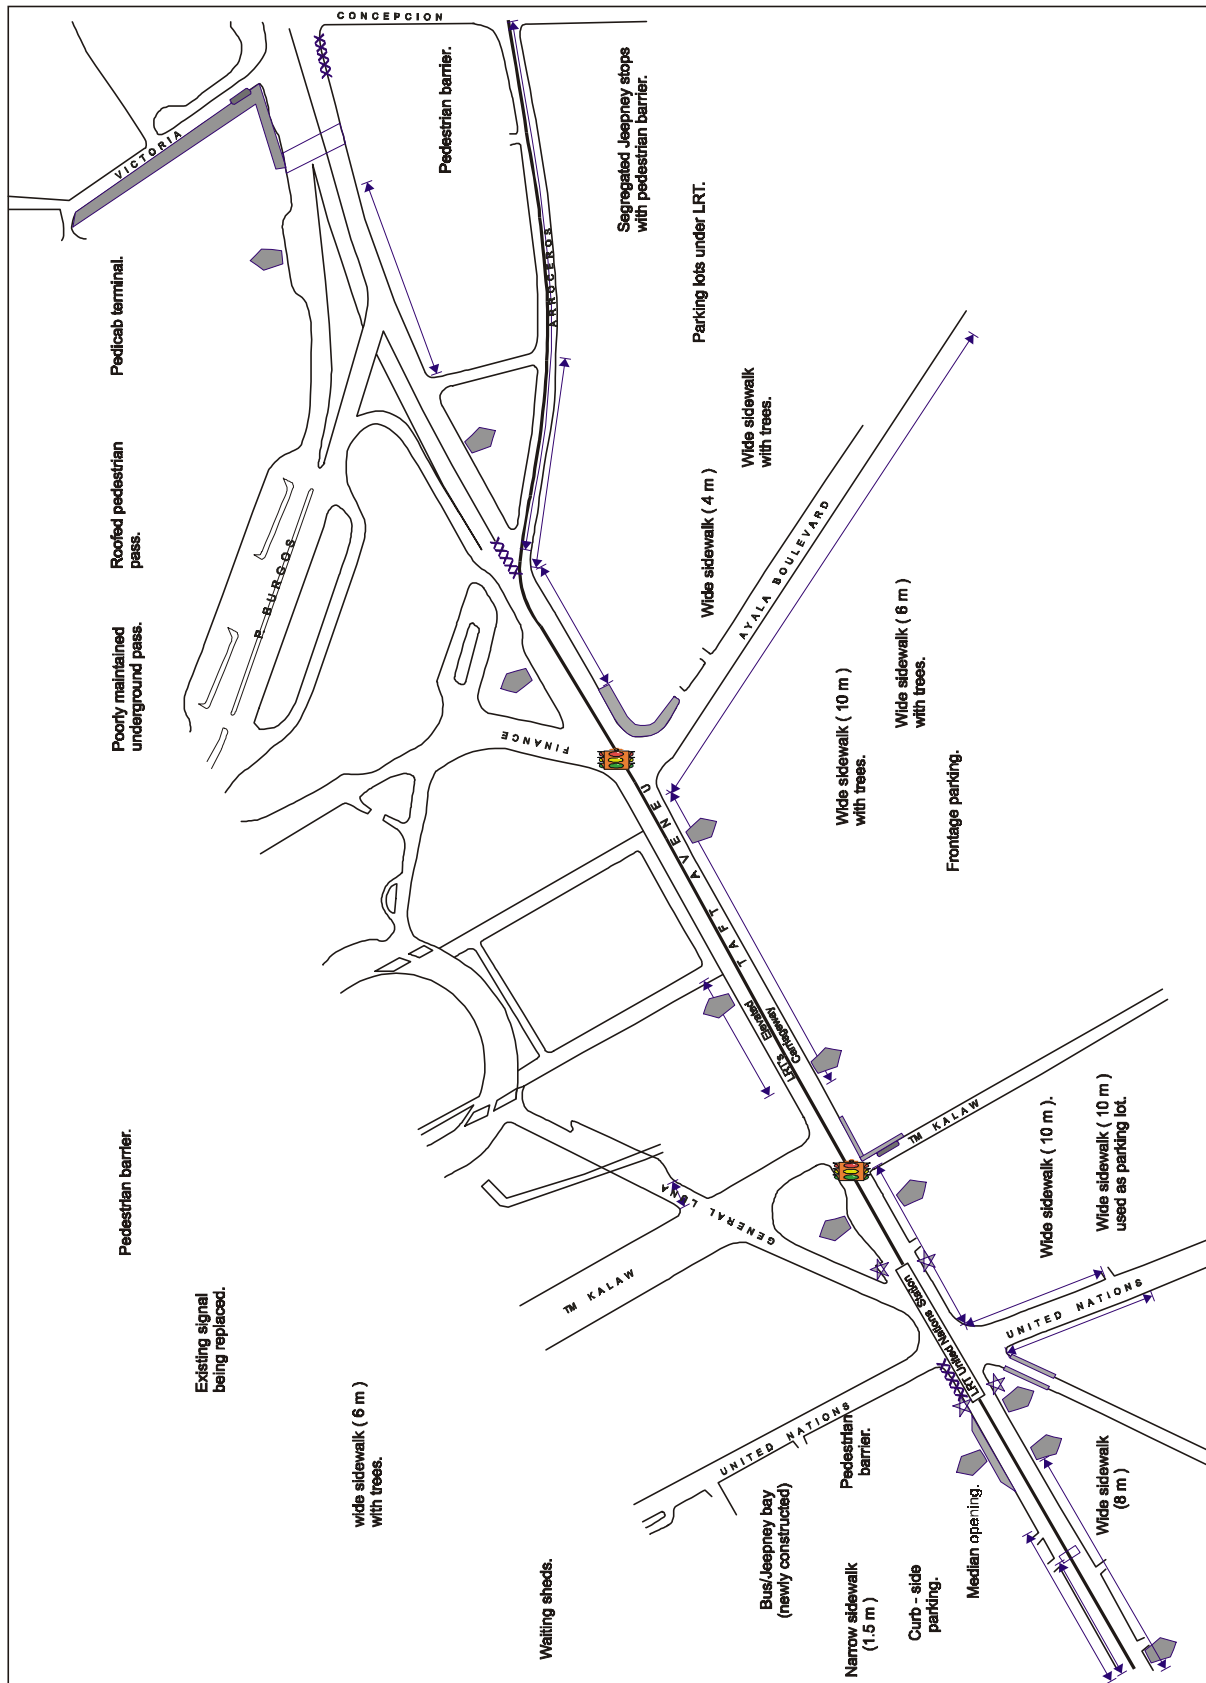 CONCEPCION
Pedestrian barrier.
Segregated Jeepney stops
with pedestrian barrier.
VICTORIA
Parking lots under LRT.
ARROCEROS
Pedicab terminal.
Wide sidewalk
with trees.
Roofed pedestrian
pass.
Wide sidewalk ( 4 m )
P. BURGOS
AYALA BOULEVARD
Poorly maintained
underground pass.
Wide sidewalk ( 6 m )
with trees.
FINANCE
Wide sidewalk ( 10 m )
with trees.
Frontage parking.
TAFT AVENEU
LRT's Elevated
Carriageway
TM KALAW
Pedestrian barrier.
Wide sidewalk ( 10 m ).
Wide sidewalk ( 10 m )
used as parking lot.
GENERAL LUNA
TM KALAW
Existing signal
being replaced.
LRT United Nations Station
UNITED NATIONS
wide sidewalk ( 6 m )
with trees.
UNITED NATIONS
Pedestrian
barrier.
Wide sidewalk
(8 m )
Bus/Jeepney bay
(newly constructed)
Median opening.
Waiting sheds.
Narrow sidewalk
(1.5 m )
Curb - side
parking.